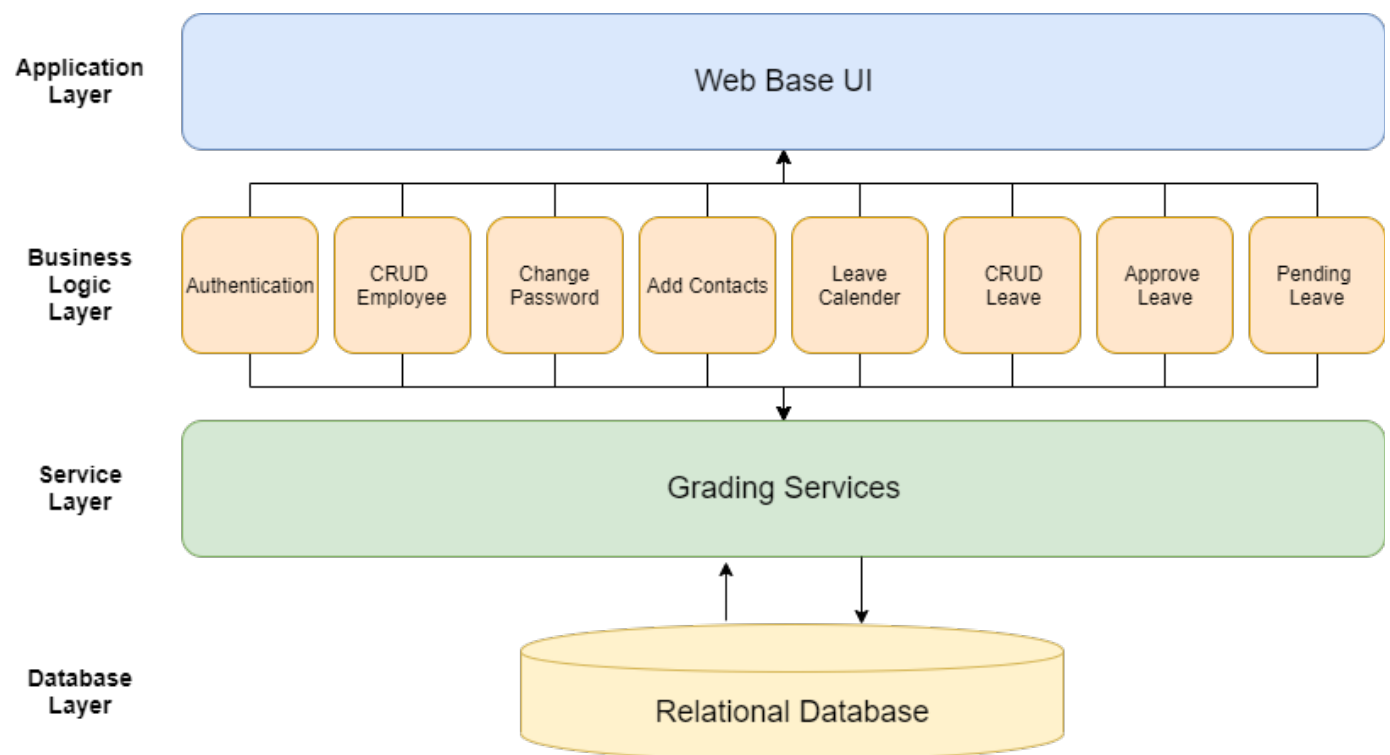 Application
Layer
Web Base UI
Business
Logic
Layer
Authentication
CRUD
Employee
Change
Password
Add Contacts
Leave
Calender
CRUD
Leave
Approve
Leave
Pending
Leave
Service
Layer
Grading Services
Database
Layer
Relational Database